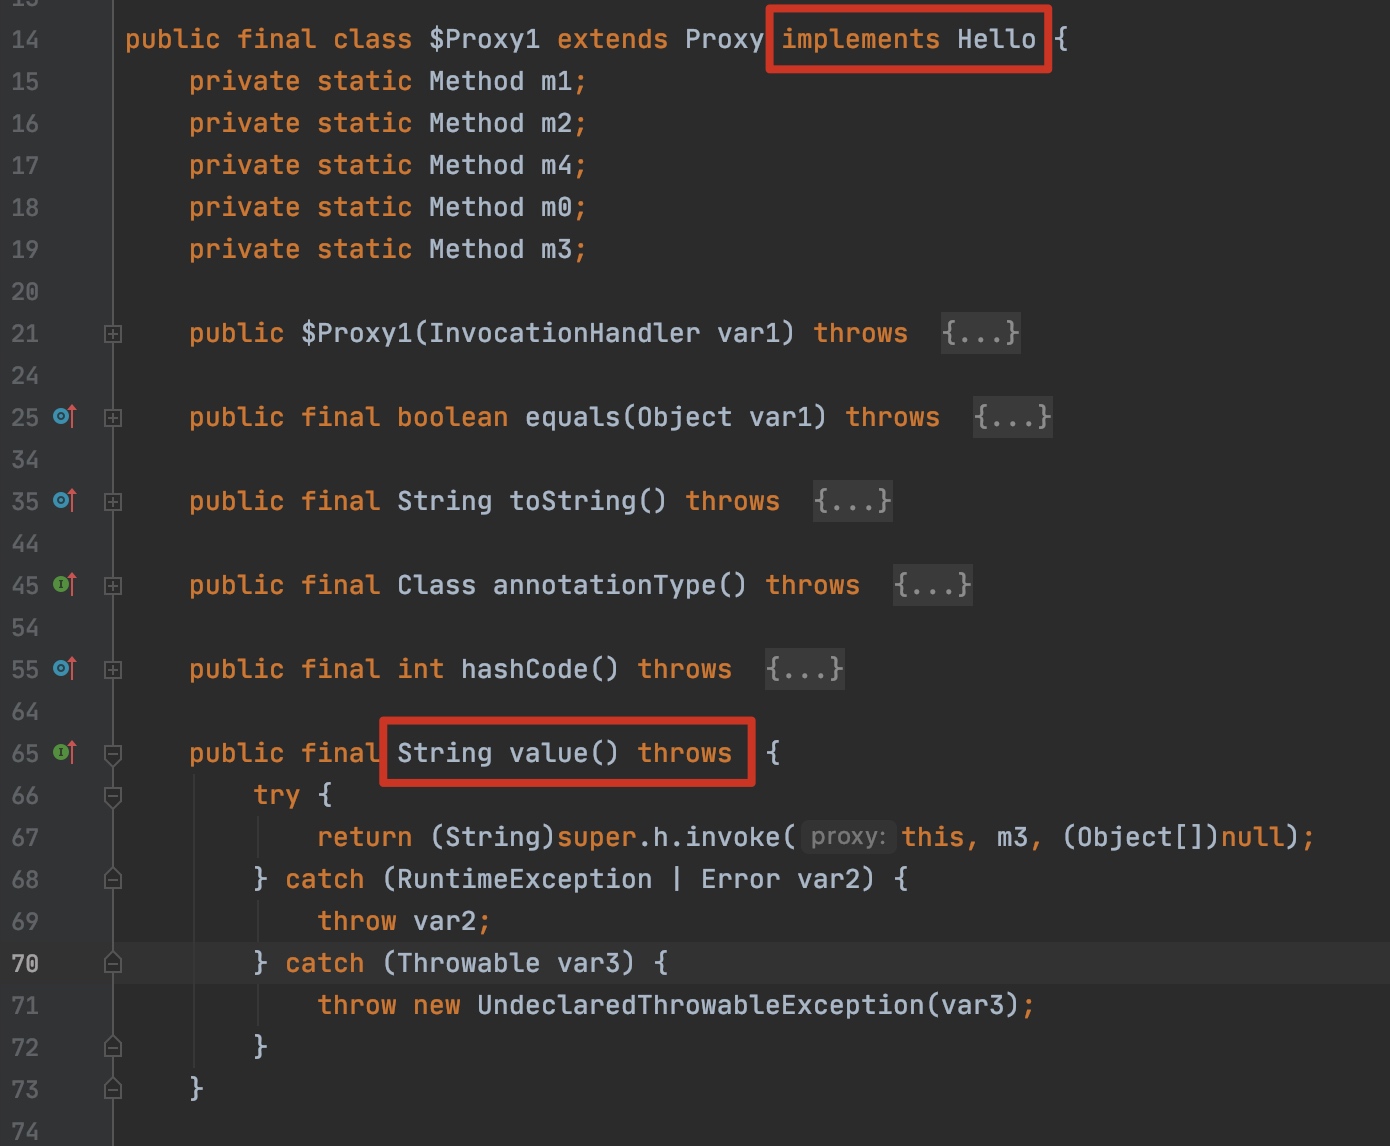 13
14 public final class $Proxy1 extends Proxy implements Hello {
15     private static Method m1;
16     private static Method m2;
17     private static Method m4;
18     private static Method m0;
19     private static Method m3;
20
21     public $Proxy1(InvocationHandler var1) throws  {...}
24
25     public final boolean equals(Object var1) throws  {...}
34
35     public final String toString() throws  {...}
44
45     public final Class annotationType() throws  {...}
54
55     public final int hashCode() throws  {...}
64
65     public final String value() throws  {
66         try {
67             return (String)super.h.invoke( proxy: this, m3, (Object[])null);
68         } catch (RuntimeException | Error var2) {
69             throw var2;
70         } catch (Throwable var3) {
71             throw new UndeclaredThrowableException(var3);
72         }
73     }
74